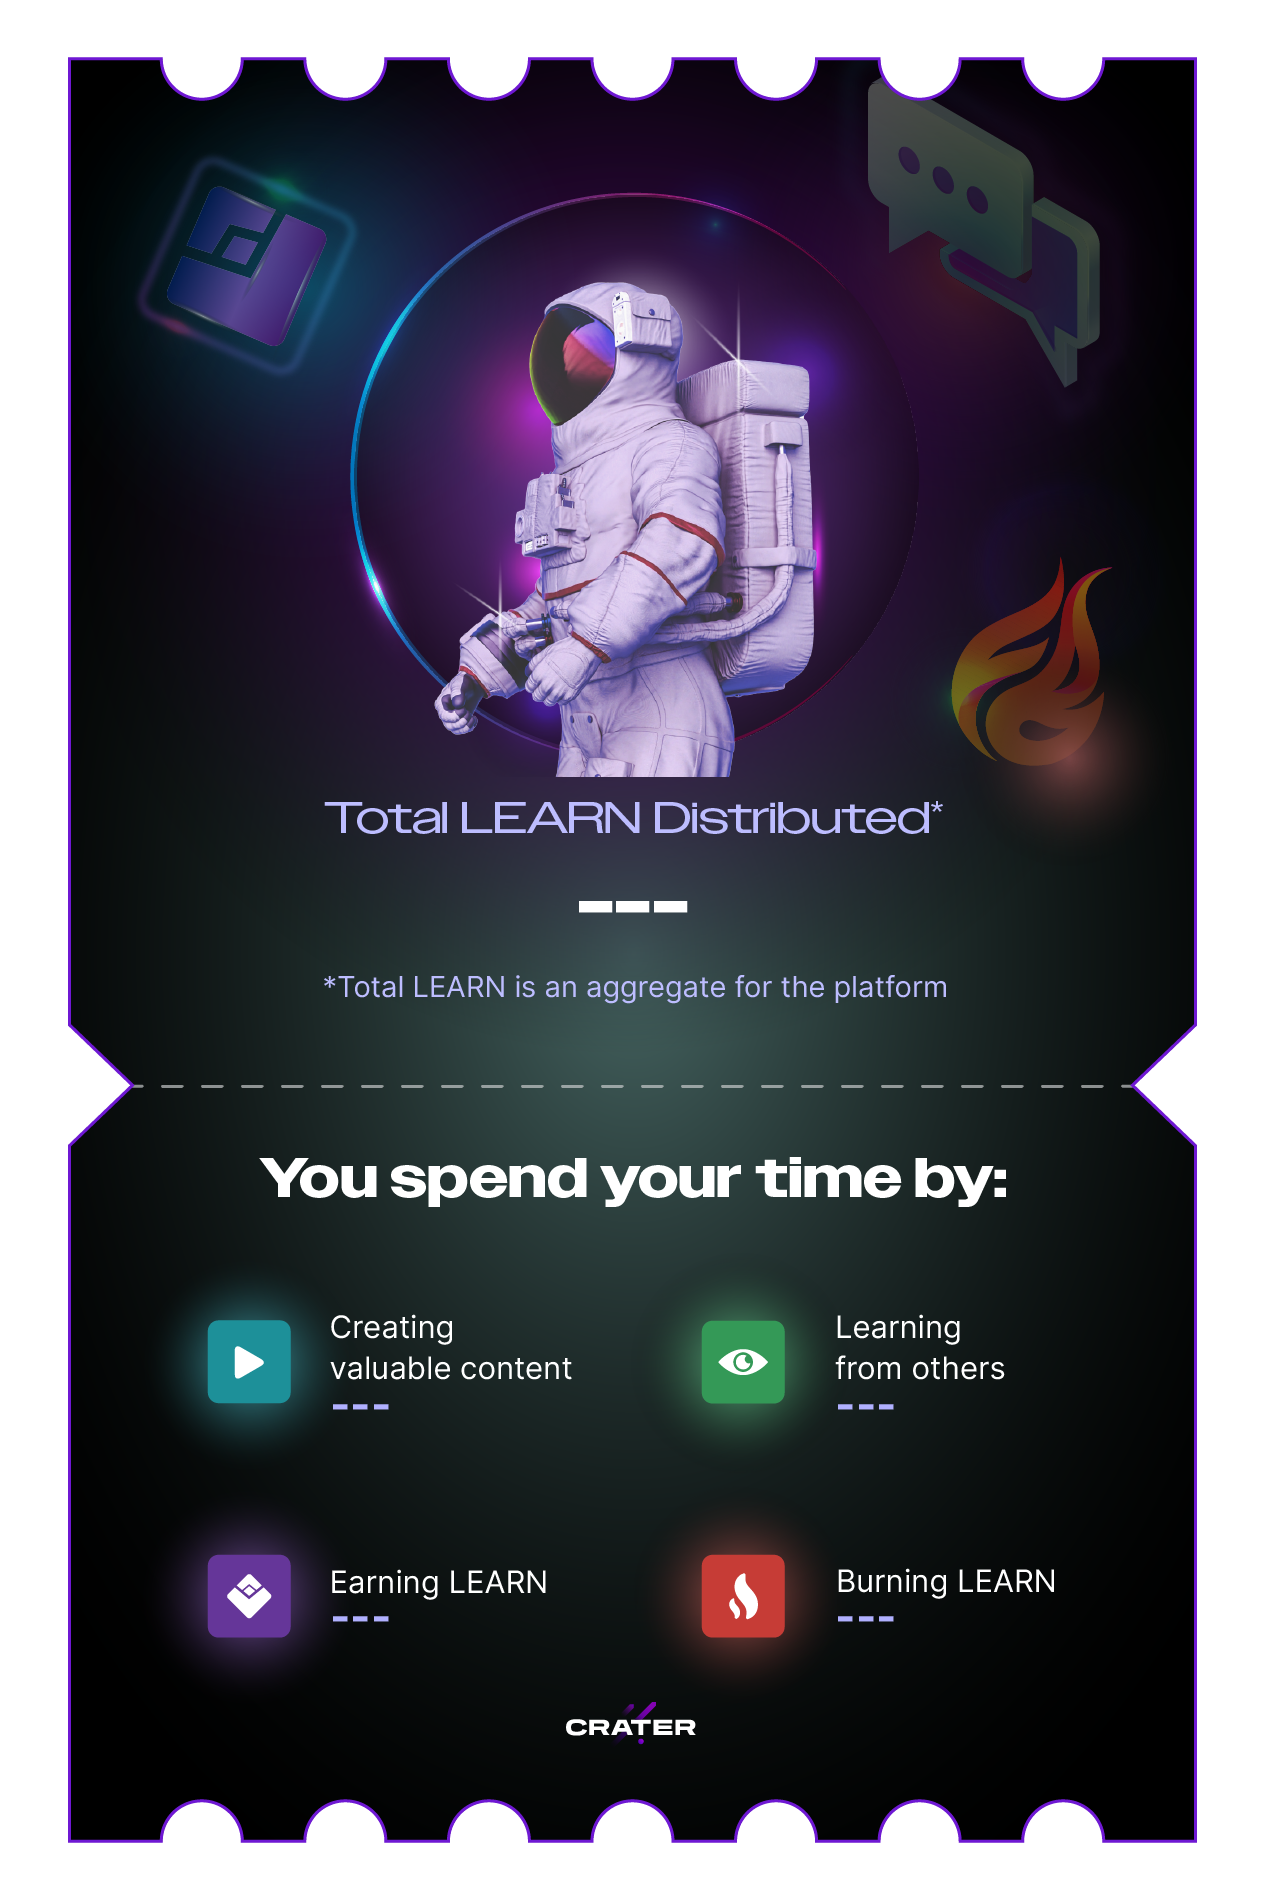 Total LEARN Distributed*
---
*Total LEARN is an aggregate for the platform
You spend your time by:
Creating
valuable content
---
Learning
from others
---
Earning LEARN
---
Burning LEARN
---
CRATER